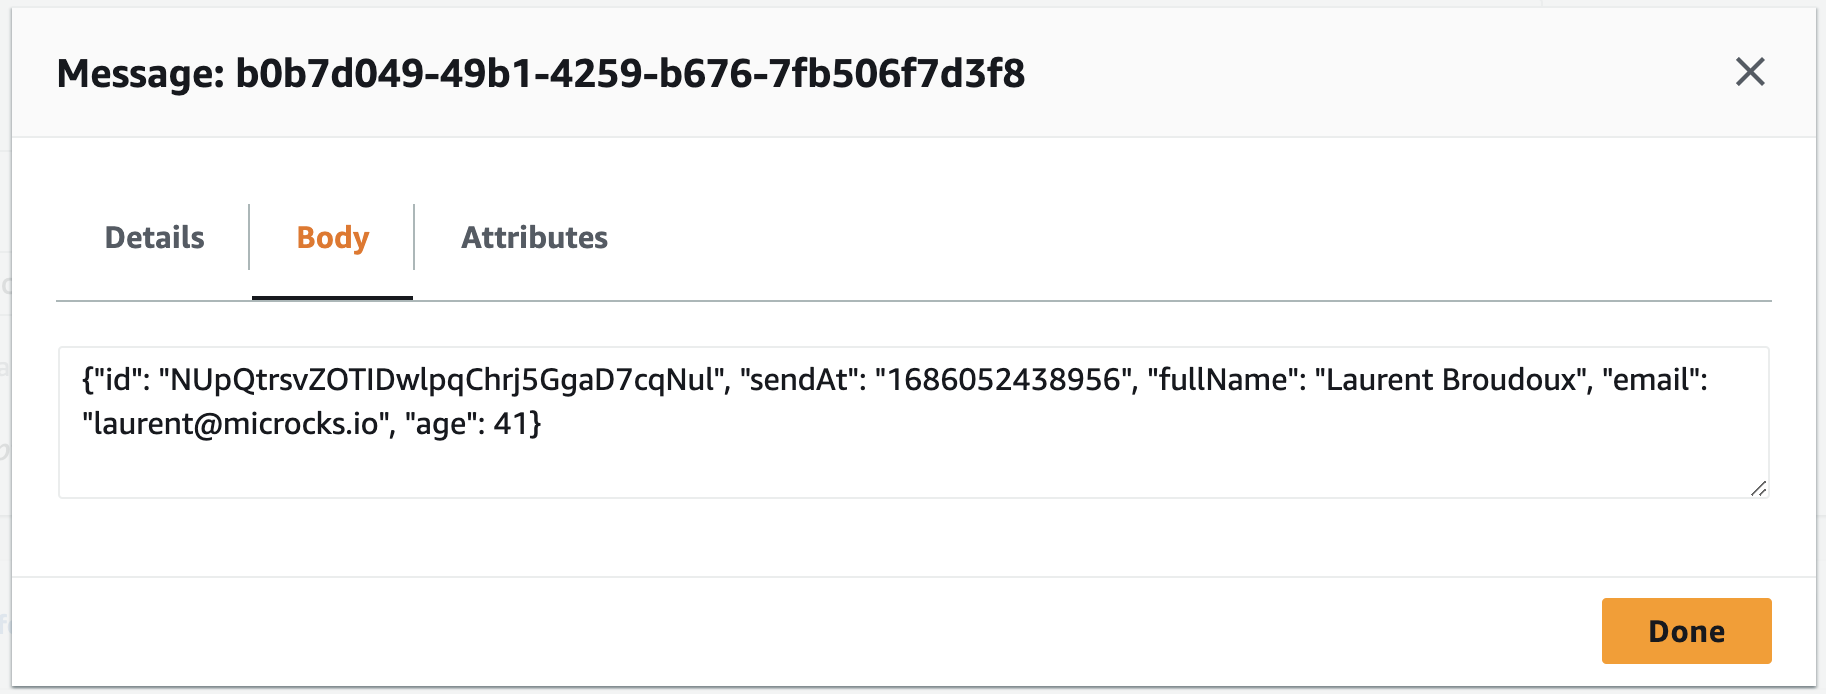 Message: b0b7d049-49b1-4259-b676-7fb506f7d3f8
Details
Body
Attributes
{"id": "NUpQtrsvZOTIDwlpqChrj5GgaD7cqNul", "sendAt": "1686052438956", "fullName": "Laurent Broudoux", "email":
"laurent@microcks.io", "age": 41}
Done